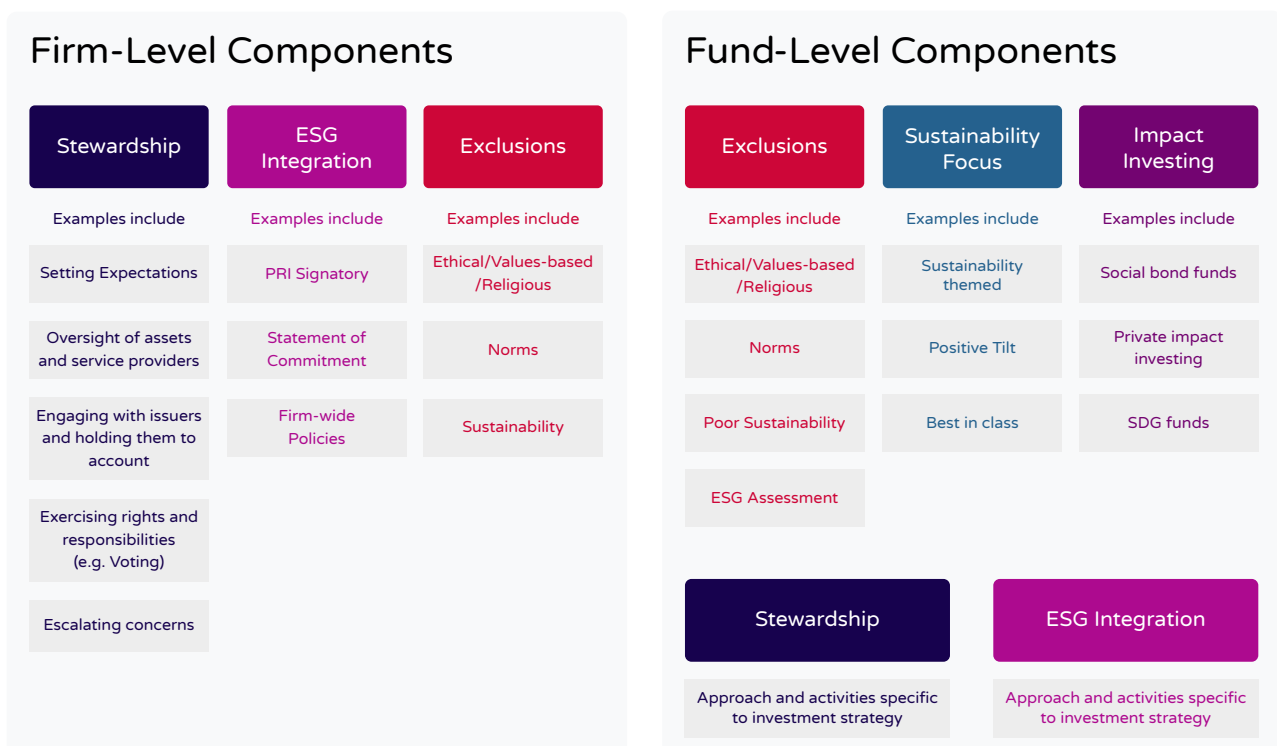 Firm-Level Components
Stewardship
Examples include
Setting Expectations
Oversight of assets
and service providers
Engaging with issuers
and holding them to
account
Exercising rights and
responsibilities
(e.g. Voting)
Escalating concerns
ESG
Integration
Examples include
PRI Signatory
Statement of
Commitment
Firm-wide
Policies
Exclusions
Examples include
Ethical/Values-based
/Religious
Norms
Sustainability
Fund-Level Components
Exclusions
Examples include
Ethical/Values-based
/Religious
Norms
Poor Sustainability
ESG Assessment
Sustainability
Focus
Examples include
Sustainability
themed
Positive Tilt
Best in class
Impact
Investing
Examples include
Social bond funds
Private impact
investing
SDG funds
Stewardship
Approach and activities specific
to investment strategy
ESG Integration
Approach and activities specific
to investment strategy